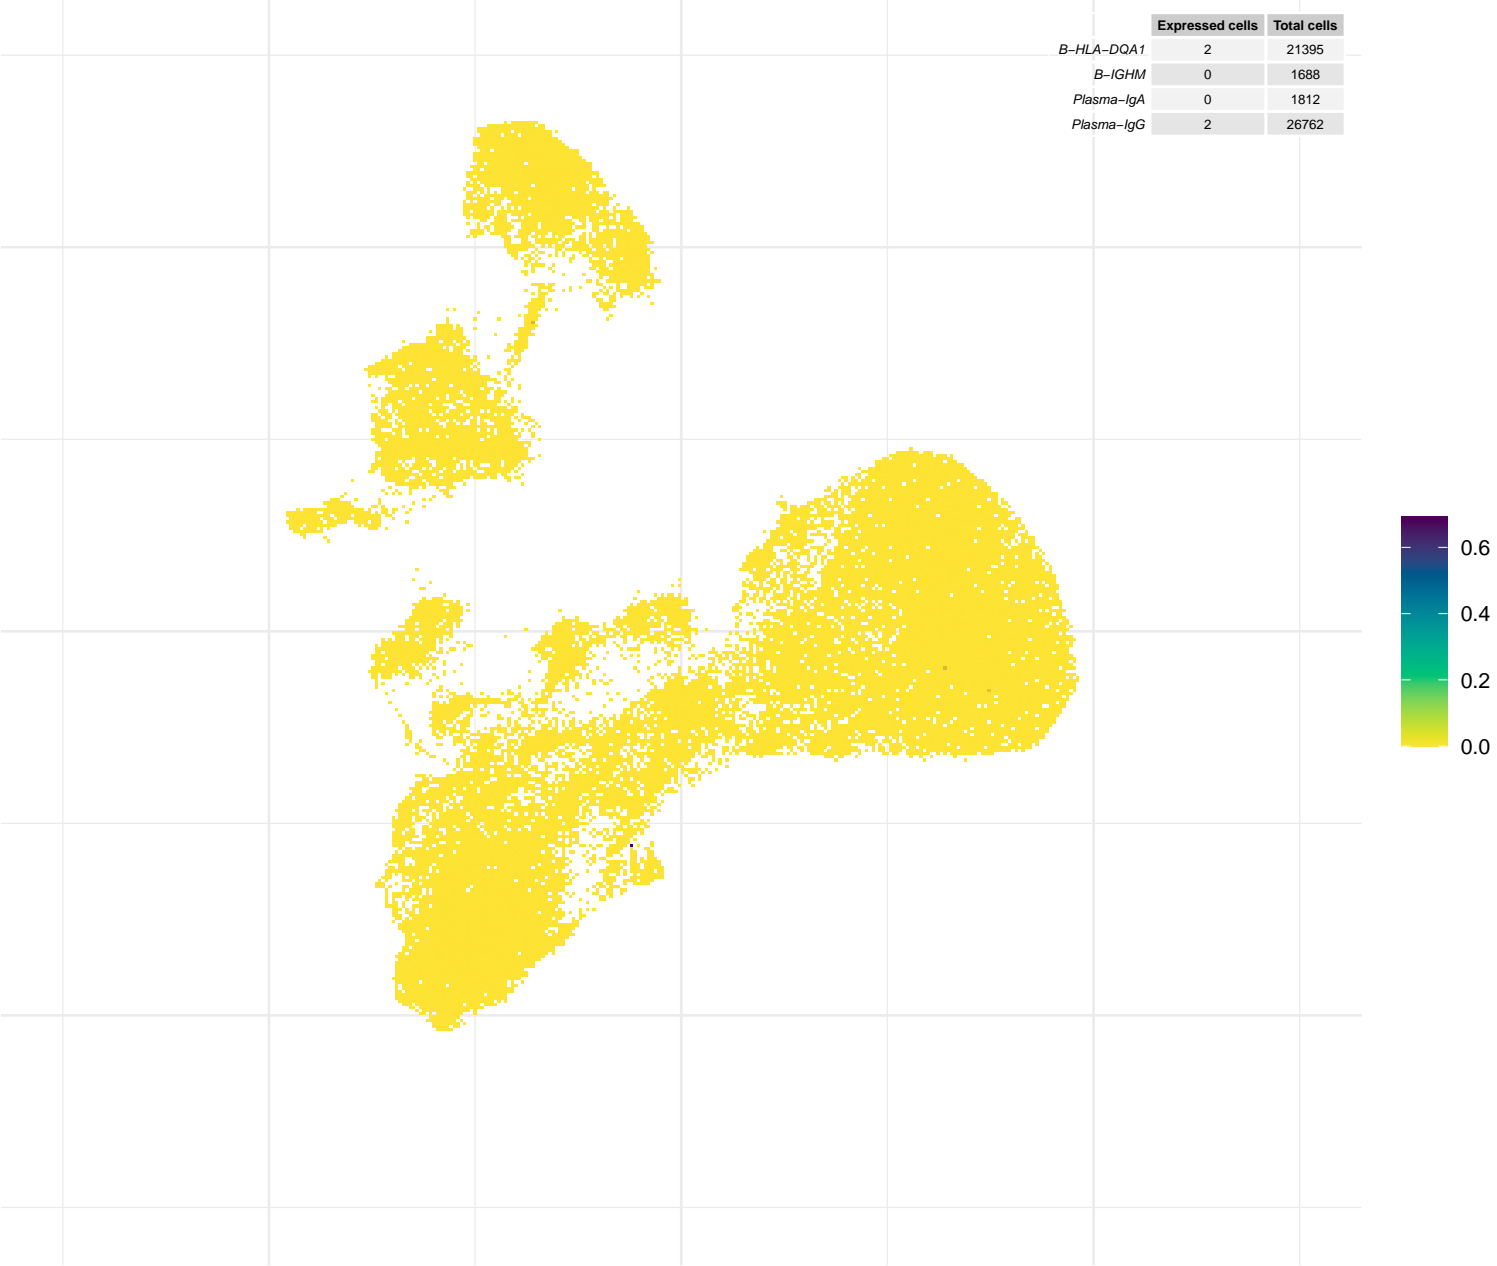 Expressed cells Total cells
B−HLA−DQA1 2 21395
B−IGHM 0 1688
Plasma−IgA 0 1812
Plasma−IgG 2 26762
0.6
0.4
0.2
0.0